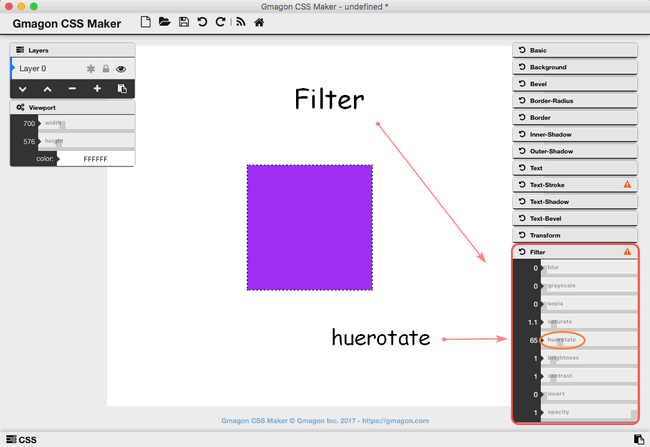 Gmagon CSS Maker - undefined *
Gmagon CSS Maker
Layers
Layer 0
Viewport
700 width
576 height
color: FFFFFF
Filter
huerotate
Basic
Background
Bevel
Border-Radius
Border
Inner-Shadow
Outer-Shadow
Text
Text-Stroke
Text-Shadow
Text-Bevel
Transform
Filter
0 blur
0 grayscale
0 sepia
1.1 saturate
65 huerotate
1 brightness
1 contrast
0 invert
1 opacity
Gmagon CSS Maker © Gmagon Inc. 2017 - https://gmagon.com
CSS